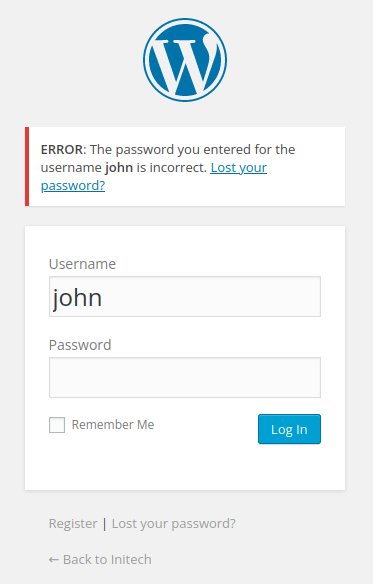 ERROR: The password you entered for the
username john is incorrect. Lost your
password?
Username
john
Password
Remember Me
Log In
Register | Lost your password?
← Back to Initech